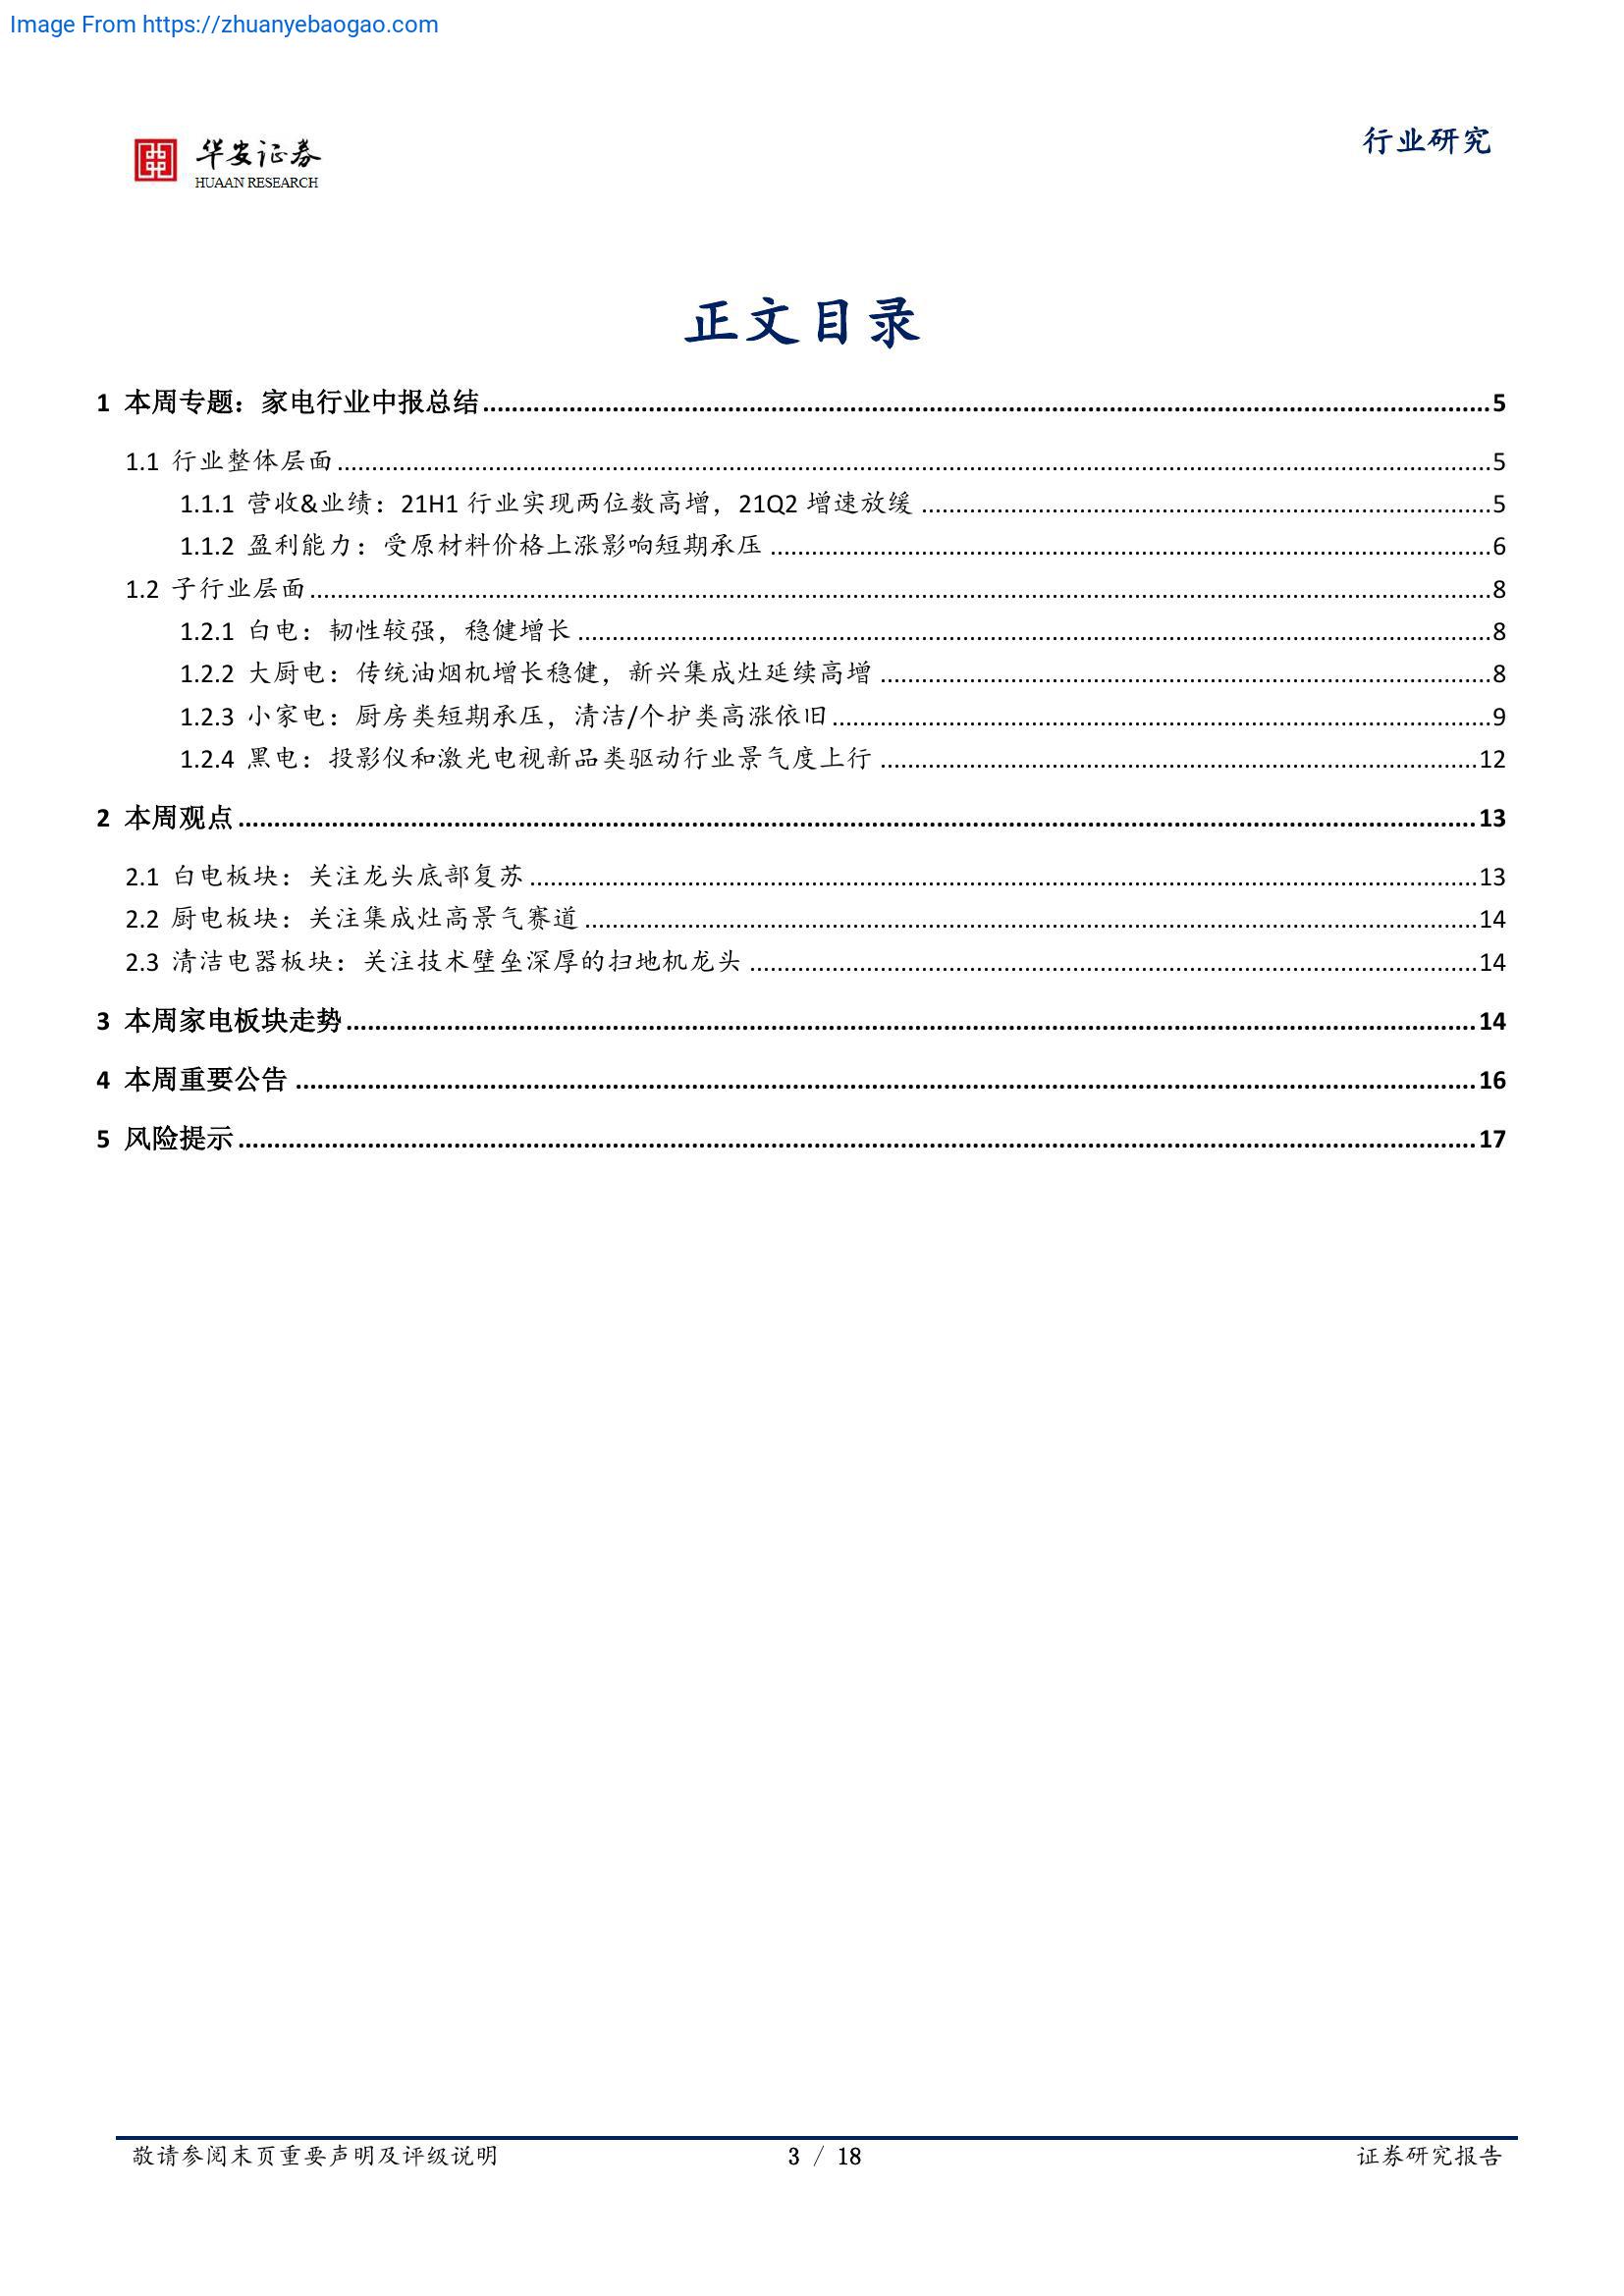 Image From https://zhuanyebaogao.com
行业研究
华安证券
HUAAN RESEARCH
正文目录
1 本周专题：家电行业中报总结 5
1.1 行业整体层面 5
1.1.1 营收&业绩：21H1 行业实现两位数高增，21Q2 增速放缓 5
1.1.2 盈利能力：受原材料价格上涨影响短期承压 6
1.2 子行业层面 8
1.2.1 白电：韧性较强，稳健增长 8
1.2.2 大厨电：传统油烟机增长稳健，新兴集成灶延续高增 8
1.2.3 小家电：厨房类短期承压，清洁/个护类高涨依旧 9
1.2.4 黑电：投影仪和激光电视新品类驱动行业景气度上行 12
2 本周观点 13
2.1 白电板块：关注龙头底部复苏 13
2.2 厨电板块：关注集成灶高景气赛道 14
2.3 清洁电器板块：关注技术壁垒深厚的扫地机龙头 14
3 本周家电板块走势 14
4 本周重要公告 16
5 风险提示 17
敬请参阅末页重要声明及评级说明 3 / 18 证券研究报告